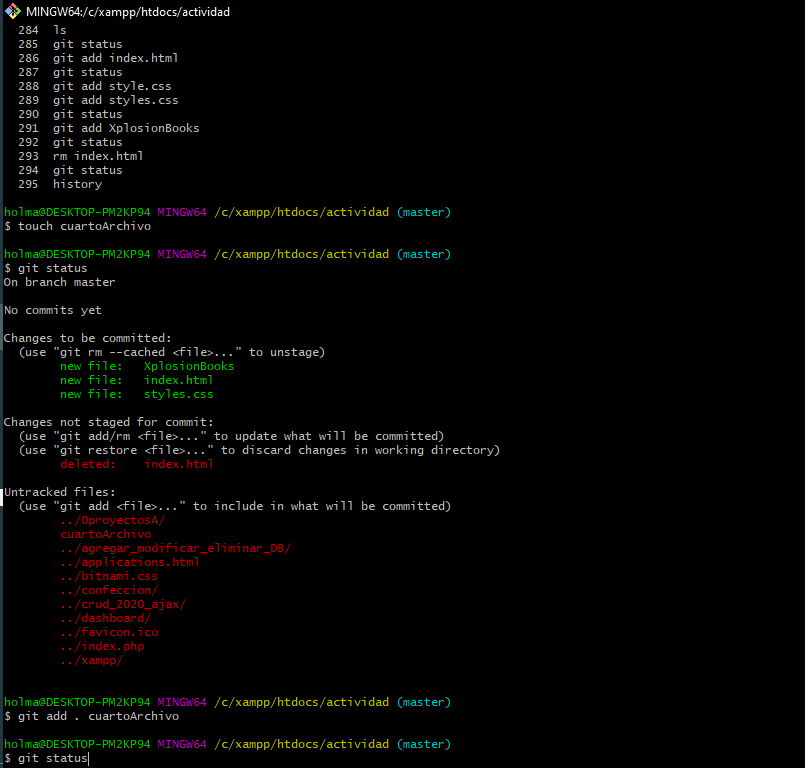 MINGW64:/c/xampp/htdocs/actividad
284 ls
285 git status
286 git add index.html
287 git status
288 git add style.css
289 git add styles.css
290 git status
291 git add XplosionBooks
292 git status
293 rm index.html
294 git status
295 history
holma@DESKTOP-PM2KP94 MINGW64 /c/xampp/htdocs/actividad (master)
$ touch cuartoArchivo
holma@DESKTOP-PM2KP94 MINGW64 /c/xampp/htdocs/actividad (master)
$ git status
On branch master
No commits yet
Changes to be committed:
(use "git rm --cached <file>..." to unstage)
new file: XplosionBooks
new file: index.html
new file: styles.css
Changes not staged for commit:
(use "git add/rm <file>..." to update what will be committed)
(use "git restore <file>..." to discard changes in working directory)
deleted: index.html
Untracked files:
(use "git add <file>..." to include in what will be committed)
../0proyectosA/
cuartoArchivo
../agregar_modificar_eliminar_DB/
../applications.html
../bitnami.css
../confeccion/
../crud_2020_ajax/
../dashboard/
../favicon.ico
../index.php
../xampp/
holma@DESKTOP-PM2KP94 MINGW64 /c/xampp/htdocs/actividad (master)
$ git add . cuartoArchivo
holma@DESKTOP-PM2KP94 MINGW64 /c/xampp/htdocs/actividad (master)
$ git status